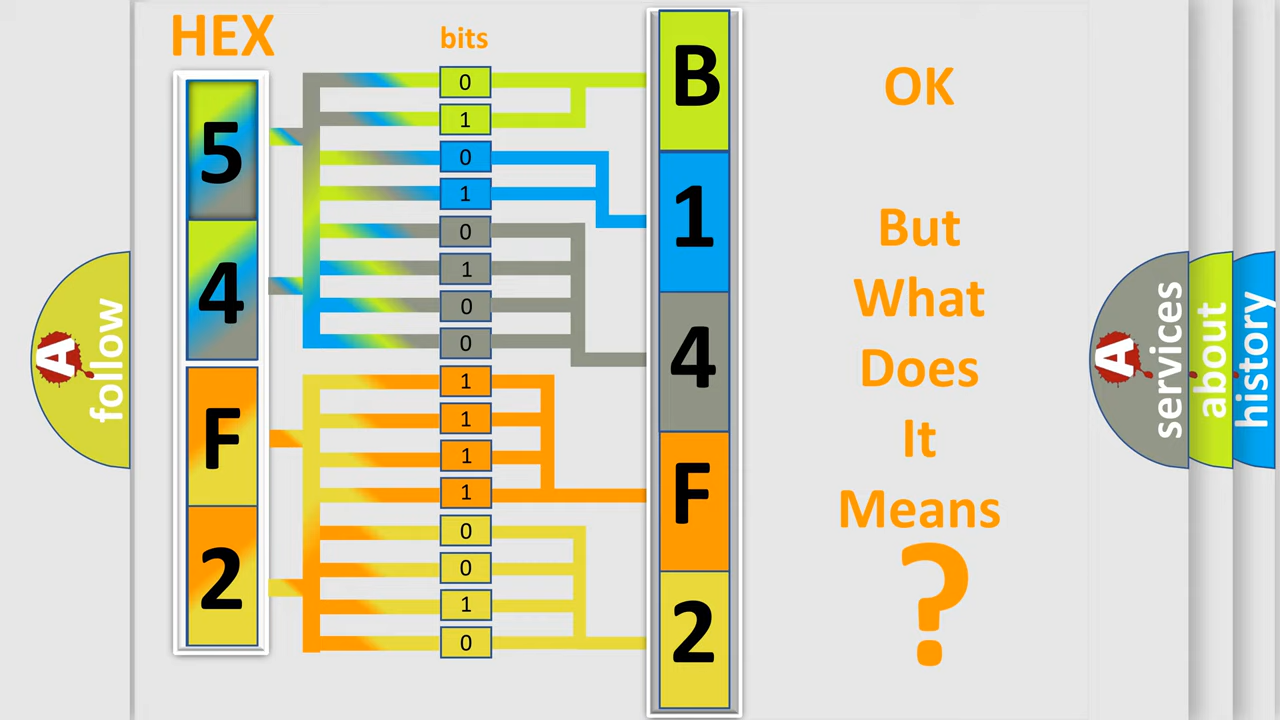 HEX
bits
5
4
F
2
0
1
0
1
0
1
0
0
1
1
1
1
0
0
1
0
B
1
4
F
2
OK
But
What
Does
It
Means
?
A
follow
A
services
about
history